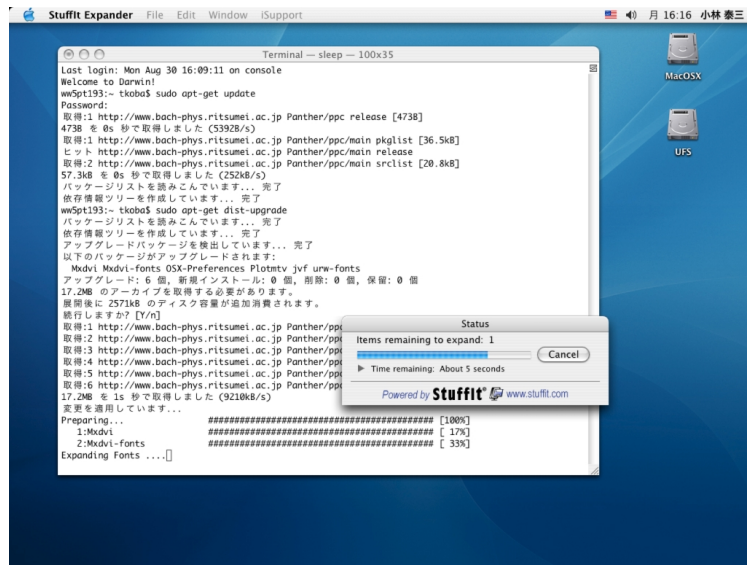 StuffIt Expander File Edit Window iSupport 月 16:16 小林 泰三
Terminal — sleep — 100x35
Last login: Mon Aug 30 16:09:11 on console
Welcome to Darwin!
ww5pt193:~ tkoba$ sudo apt-get update
Password:
取得:1 http://www.bach-phys.ritsumei.ac.jp Panther/ppc release [473B]
473B を 0s 秒で取得しました (5392B/s)
取得:1 http://www.bach-phys.ritsumei.ac.jp Panther/ppc/main pkglist [36.5kB]
ヒット http://www.bach-phys.ritsumei.ac.jp Panther/ppc/main release
取得:2 http://www.bach-phys.ritsumei.ac.jp Panther/ppc/main srclist [20.8kB]
57.3kB を 0s 秒で取得しました (252kB/s)
パッケージリストを読みこんでいます... 完了
依存情報ツリーを作成しています... 完了
ww5pt193:~ tkoba$ sudo apt-get dist-upgrade
パッケージリストを読みこんでいます... 完了
依存情報ツリーを作成しています... 完了
アップグレードパッケージを検出しています... 完了
以下のパッケージがアップグレードされます:
Mxdvi Mxdvi-fonts OSX-Preferences Plotmtv jvf urw-fonts
アップグレード: 6 個, 新規インストール: 0 個, 削除: 0 個, 保留: 0 個
17.2MB のアーカイブを取得する必要があります。
展開後に 2571kB のディスク容量が追加消費されます。
続行しますか? [Y/n]
取得:1 http://www.bach-phys.ritsumei.ac.jp Panther/ppc
取得:2 http://www.bach-phys.ritsumei.ac.jp Panther/ppc
取得:3 http://www.bach-phys.ritsumei.ac.jp Panther/ppc
取得:4 http://www.bach-phys.ritsumei.ac.jp Panther/ppc
取得:5 http://www.bach-phys.ritsumei.ac.jp Panther/ppc
取得:6 http://www.bach-phys.ritsumei.ac.jp Panther/ppc
17.2MB を 1s 秒で取得しました (9210kB/s)
変更を適用しています...
Preparing... ########################################### [100%]
1:Mxdvi ########################################### [ 17%]
2:Mxdvi-fonts ########################################### [ 33%]
Expanding Fonts ....
Status
Items remaining to expand: 1
Cancel
Time remaining: About 5 seconds
Powered by StuffIt® www.stuffit.com
MacOSX
UFS